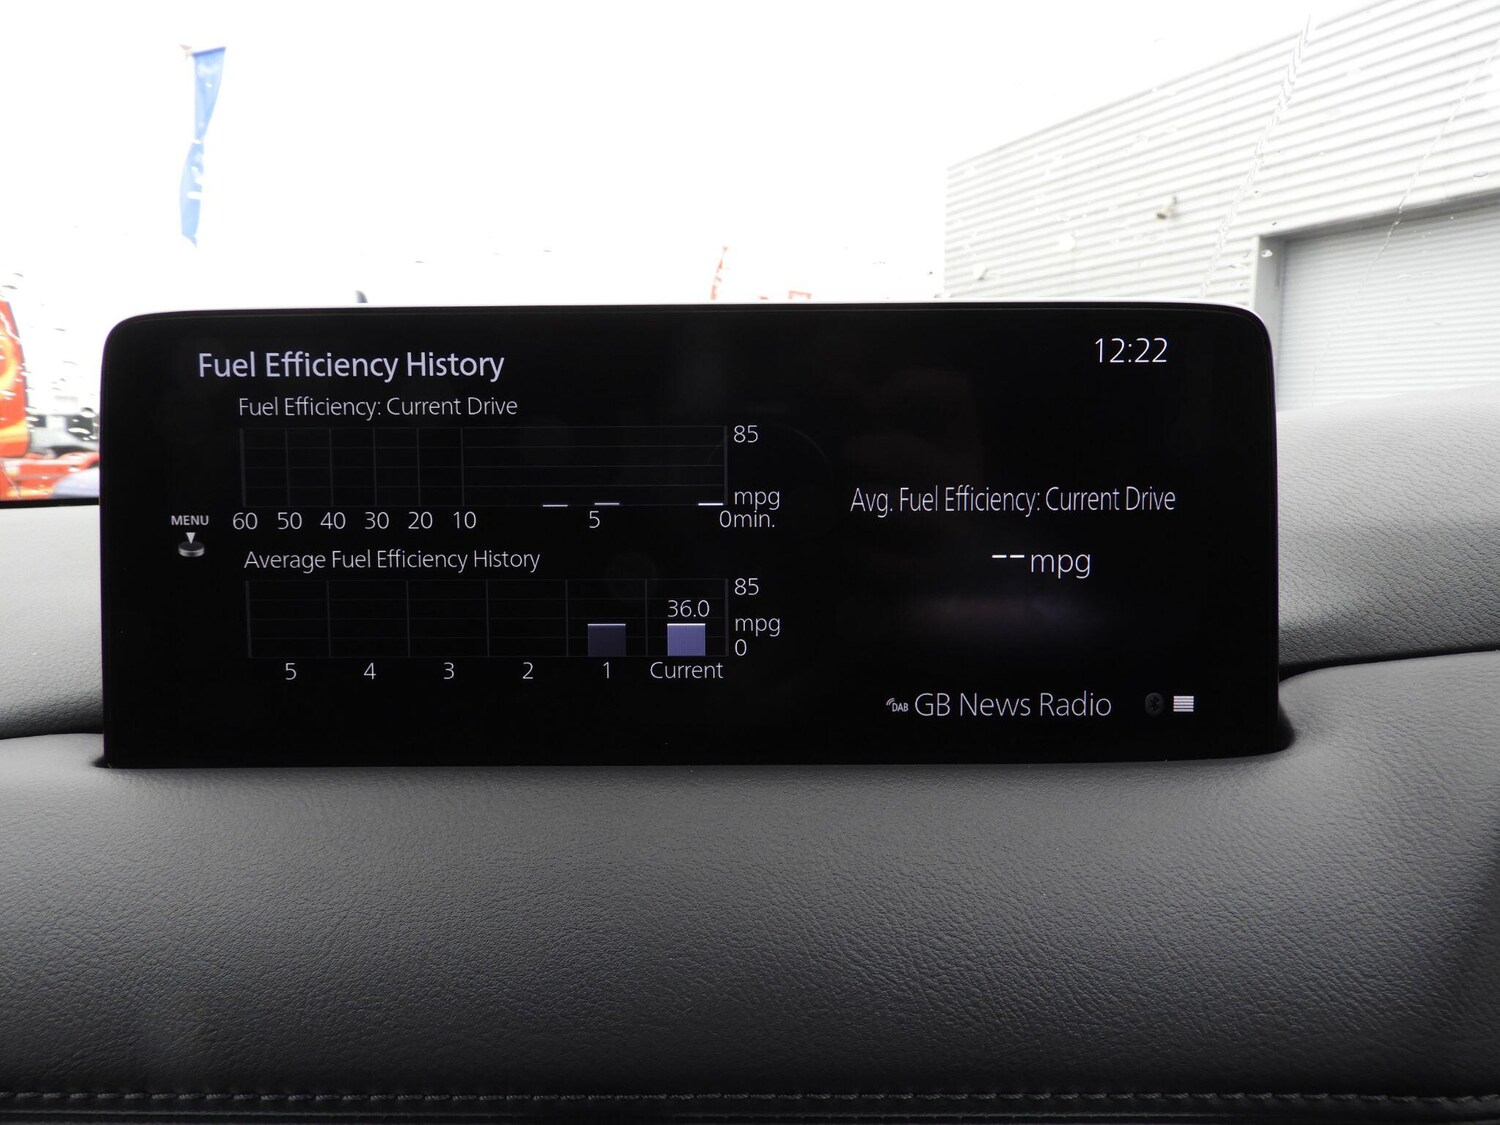 Fuel Efficiency History
12:22
Fuel Efficiency: Current Drive
85
mpg
60 50 40 30 20 10 5 0min.
MENU
Average Fuel Efficiency History
85
36.0
mpg
0
5 4 3 2 1 Current
Avg. Fuel Efficiency: Current Drive
--mpg
DAB GB News Radio